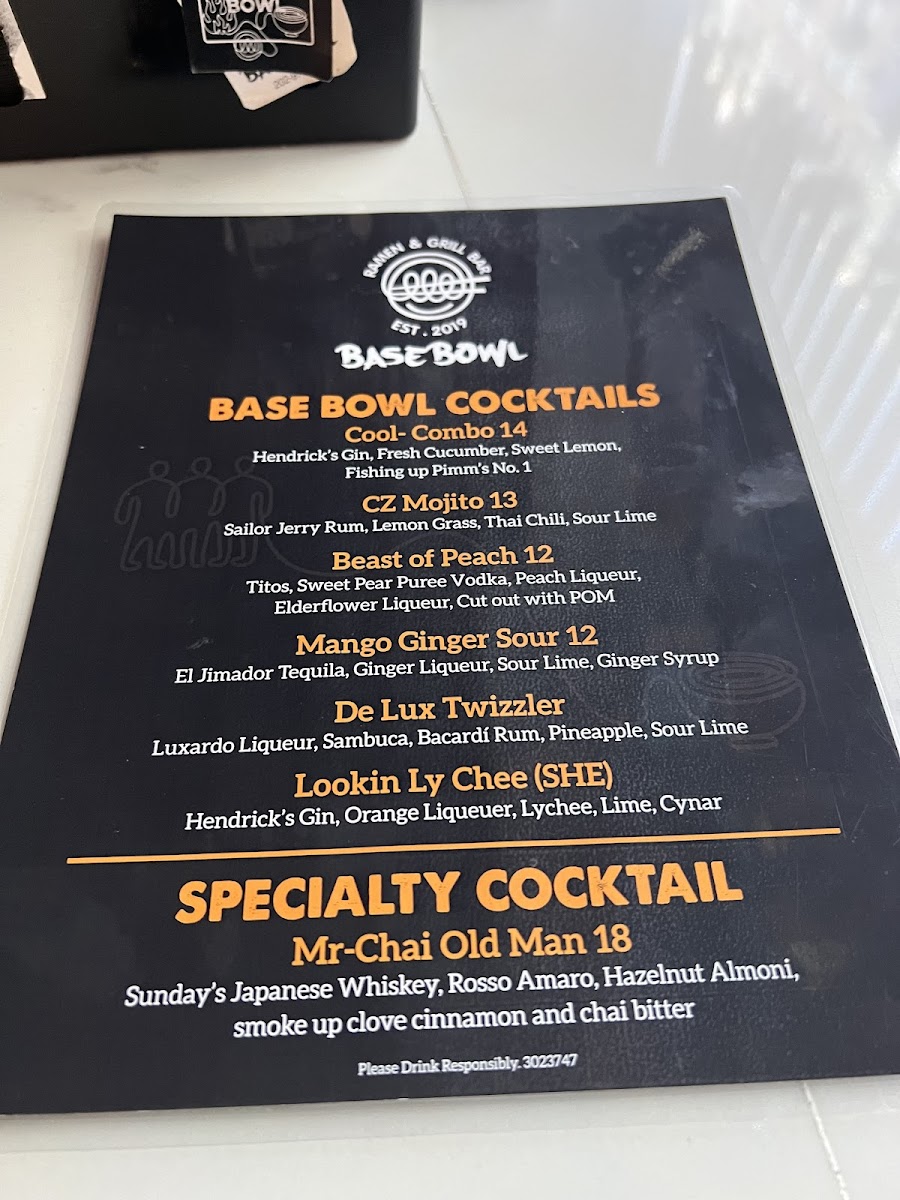 BOWL
RAMEN & GRILL BAR
EST. 2019
BASEBOWL
BASE BOWL COCKTAILS
Cool- Combo 14
Hendrick's Gin, Fresh Cucumber, Sweet Lemon,
Fishing up Pimm's No. 1
CZ Mojito 13
Sailor Jerry Rum, Lemon Grass, Thai Chili, Sour Lime
Beast of Peach 12
Titos, Sweet Pear Puree Vodka, Peach Liqueur,
Elderflower Liqueur, Cut out with POM
Mango Ginger Sour 12
El Jimador Tequila, Ginger Liqueur, Sour Lime, Ginger Syrup
De Lux Twizzler
Luxardo Liqueur, Sambuca, Bacardí Rum, Pineapple, Sour Lime
Lookin Ly Chee (SHE)
Hendrick's Gin, Orange Liqueuer, Lychee, Lime, Cynar
SPECIALTY COCKTAIL
Mr-Chai Old Man 18
Sunday's Japanese Whiskey, Rosso Amaro, Hazelnut Almoni,
smoke up clove cinnamon and chai bitter
Please Drink Responsibly. 3023747